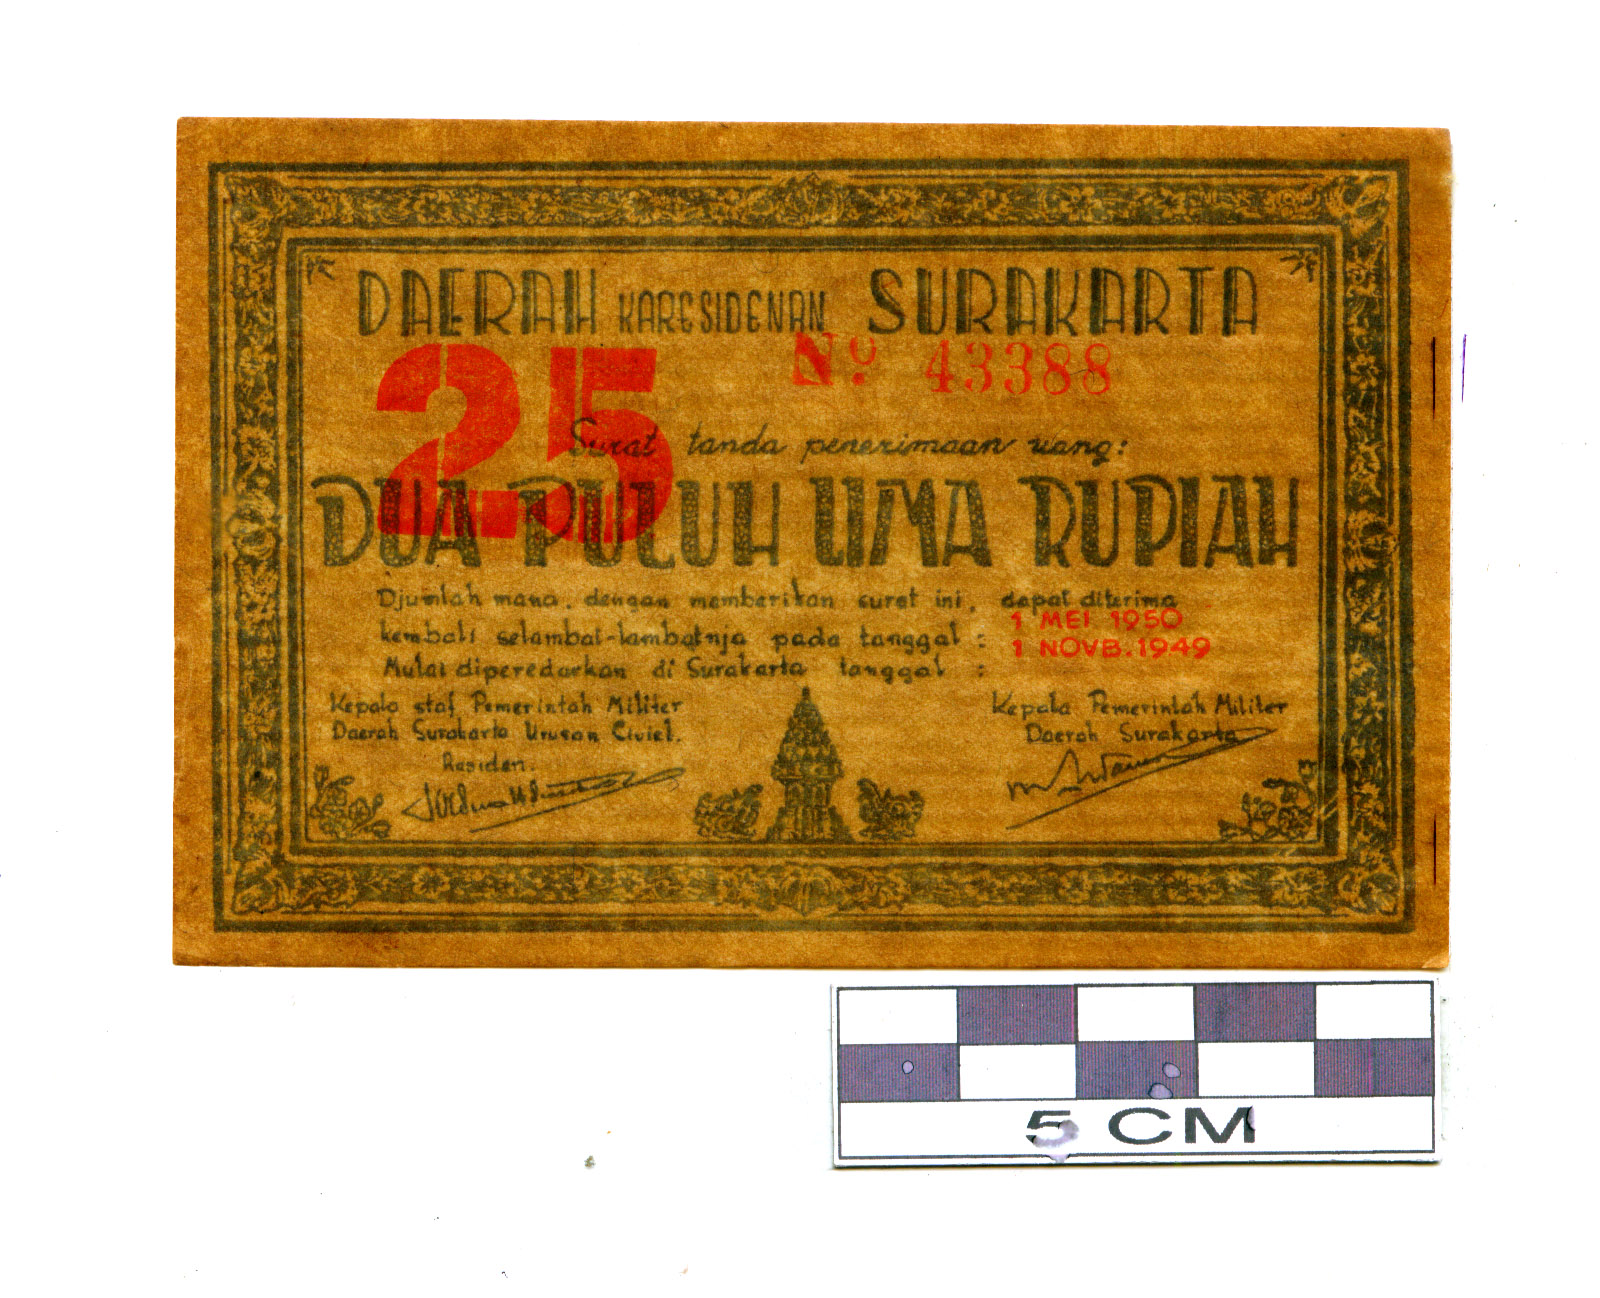 DAERAH KARESIDENAN SURAKARTA
25
No 43388
Surat tanda penerimaan uang:
DUA PULUH LIMA RUPIAH
Djumlah mana, dengan memberikan surat ini, dapat diterima
kembali selambat-lambatnja pada tanggal : 1 MEI 1950
Mulai diperedarkan di Surakarta tanggal : 1 NOVB. 1949
Kepala staf Pemerintah Militer
Daerah Surakarta Urusan Civiel.
Residen.
Kepala Pemerintah Militer
Daerah Surakarta
5 CM